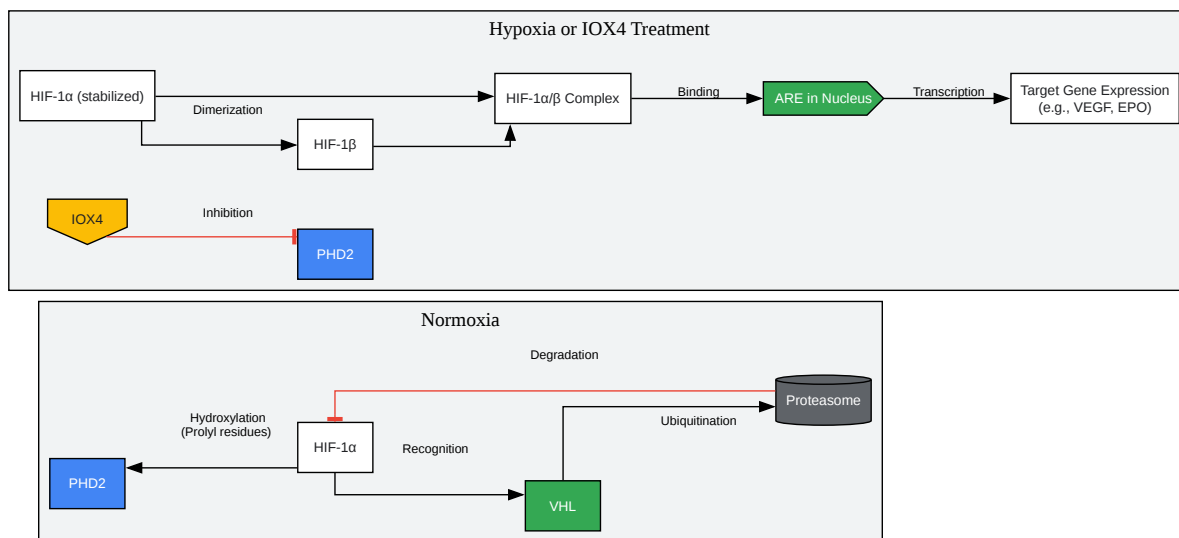 Hypoxia or IOX4 Treatment
HIF-1α (stabilized)
Dimerization
HIF-1β
HIF-1α/β Complex
Binding
ARE in Nucleus
Transcription
Target Gene Expression
(e.g., VEGF, EPO)
IOX4
Inhibition
PHD2
Normoxia
Degradation
Proteasome
Ubiquitination
Hydroxylation
(Prolyl residues)
HIF-1α
Recognition
PHD2
VHL